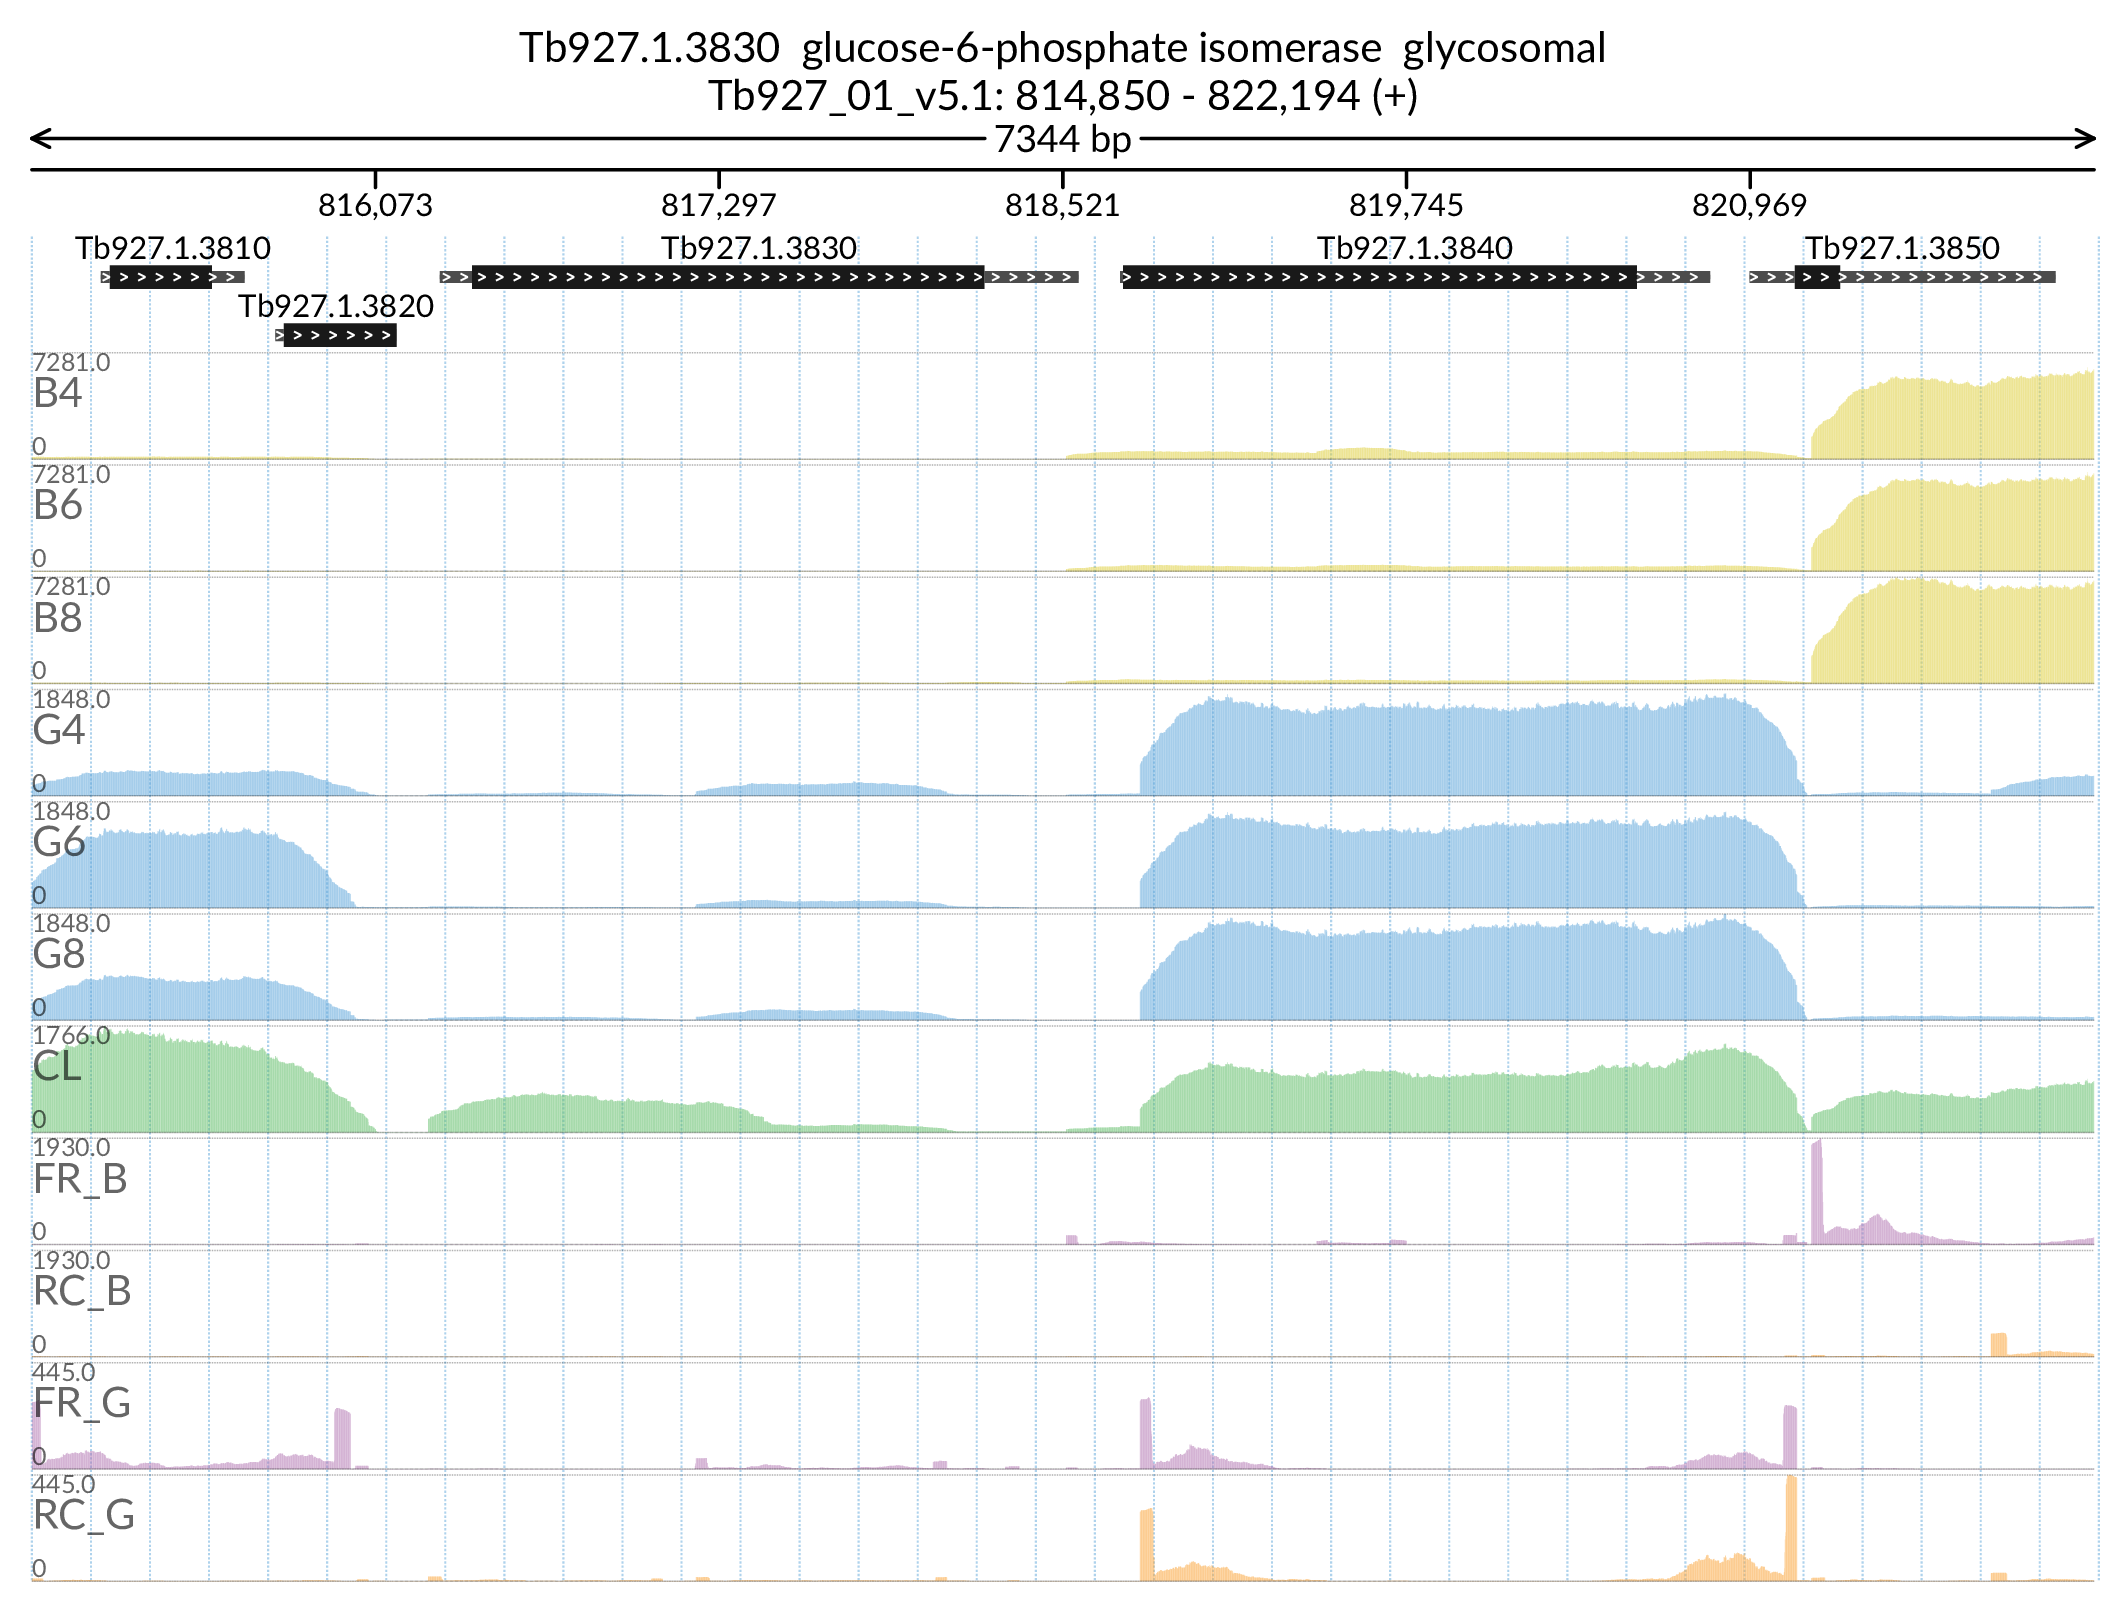 Tb927.1.3830  glucose-6-phosphate isomerase  glycosomal
Tb927_01_v5.1: 814,850 - 822,194 (+)
7344 bp
816,073 817,297 818,521 819,745 820,969
Tb927.1.3810 Tb927.1.3830 Tb927.1.3840 Tb927.1.3850
Tb927.1.3820
7281.0
B4
0
7281.0
B6
0
7281.0
B8
0
1848.0
G4
0
1848.0
G6
0
1848.0
G8
0
1766.0
CL
0
1930.0
FR_B
0
1930.0
RC_B
0
445.0
FR_G
0
445.0
RC_G
0